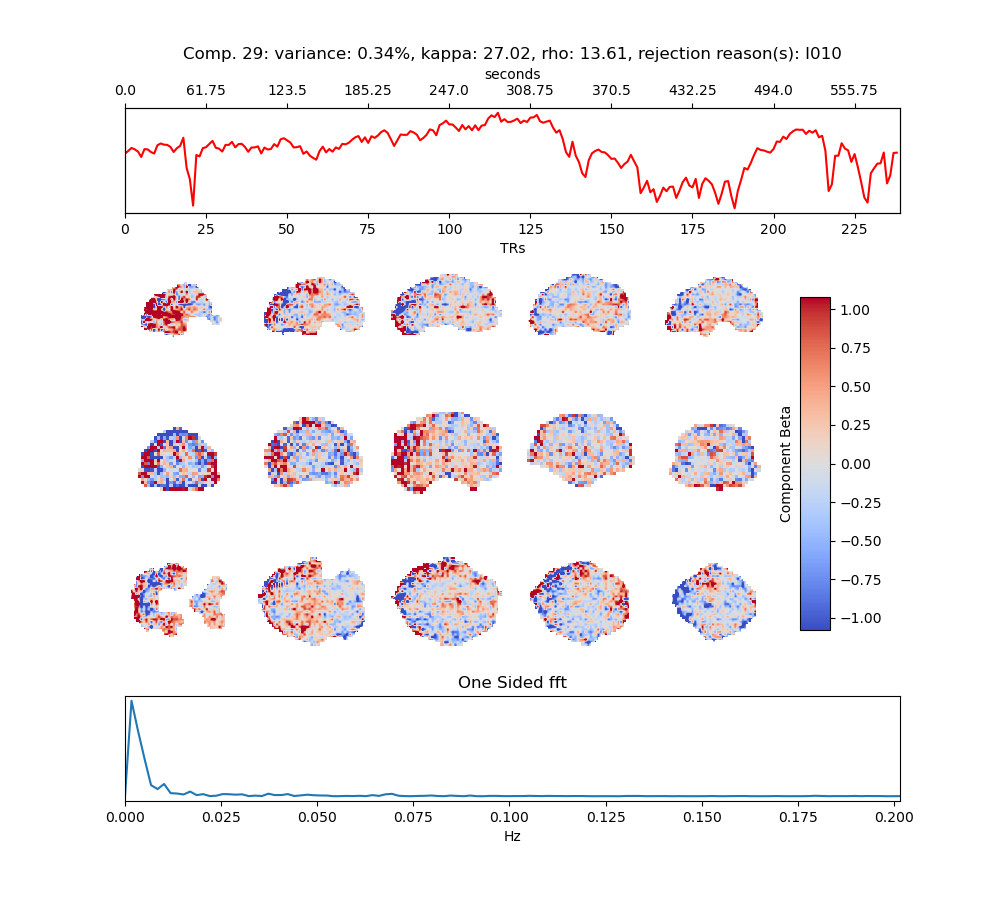 Comp. 29: variance: 0.34%, kappa: 27.02, rho: 13.61, rejection reason(s): I010
seconds
0.0 61.75 123.5 185.25 247.0 308.75 370.5 432.25 494.0 555.75
0 25 50 75 100 125 150 175 200 225
TRs
1.00
0.75
0.50
0.25
0.00
−0.25
−0.50
−0.75
−1.00
Component Beta
One Sided fft
0.000 0.025 0.050 0.075 0.100 0.125 0.150 0.175 0.200
Hz